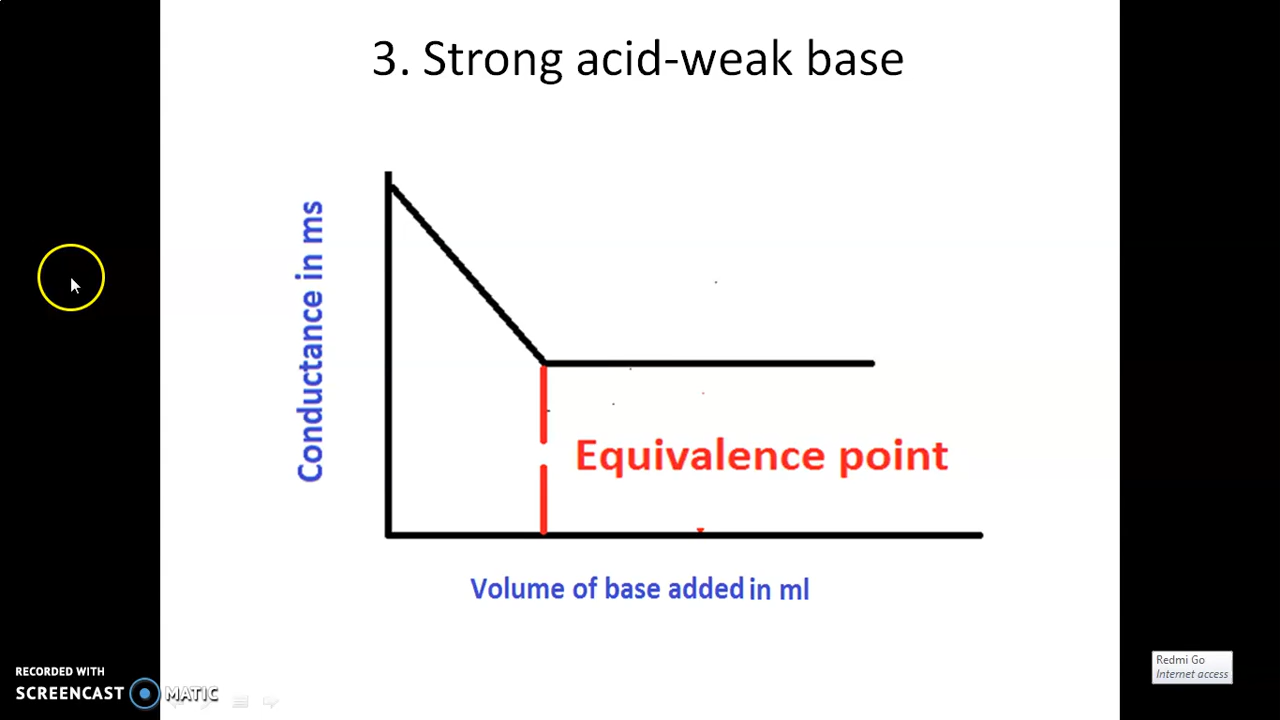 3. Strong acid-weak base
Conductance in ms
Equivalence point
Volume of base added in ml
RECORDED WITH
SCREENCAST MATIC
Redmi Go
Internet access